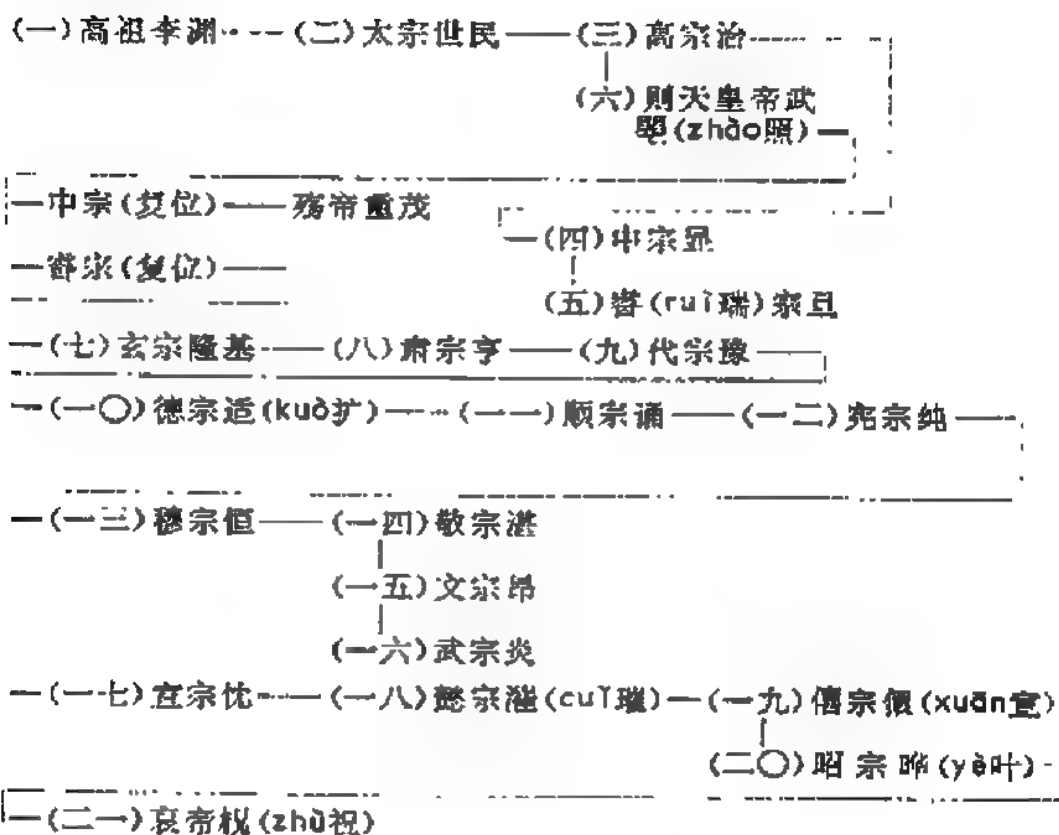 (一)高祖李渊 (二)太宗世民 (三)高宗治
(六)則天皇帝武
曌(zhào照)
中宗(复位) 殇帝重茂
(四)中宗显
睿宗(复位)
(五)睿(ruì瑞)宗旦
(七)玄宗隆基 (八)肃宗亨 (九)代宗豫
(一〇)德宗适(kuò扩) (一一)顺宗诵 (一二)宪宗纯
(一三)穆宗恒 (一四)敬宗湛
(一五)文宗昂
(一六)武宗炎
(一七)宣宗忱 (一八)懿宗漼(cuǐ璀) (一九)僖宗儇(xuān宣)
(二〇)昭宗晔(yè叶)
(二一)哀帝柷(zhù祝)